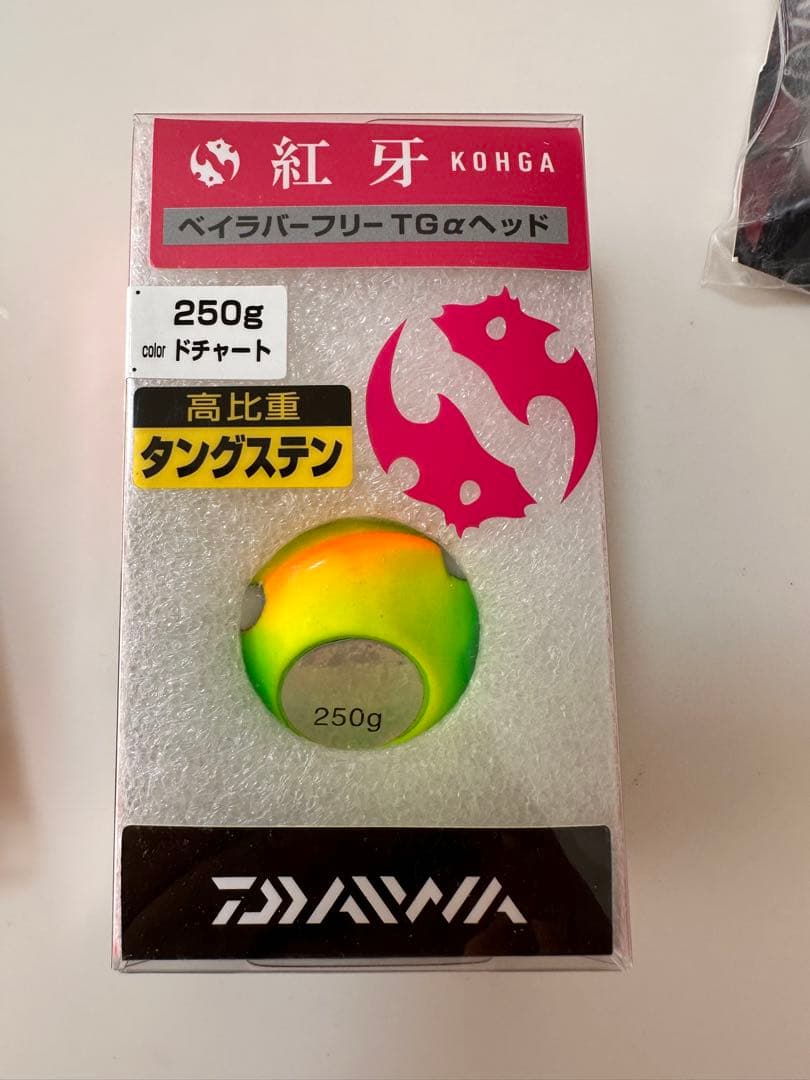 紅牙 KOHGA
ベイラバーフリーTGαヘッド
250g
color ドチャート
高比重
タングステン
250g
DAIWA